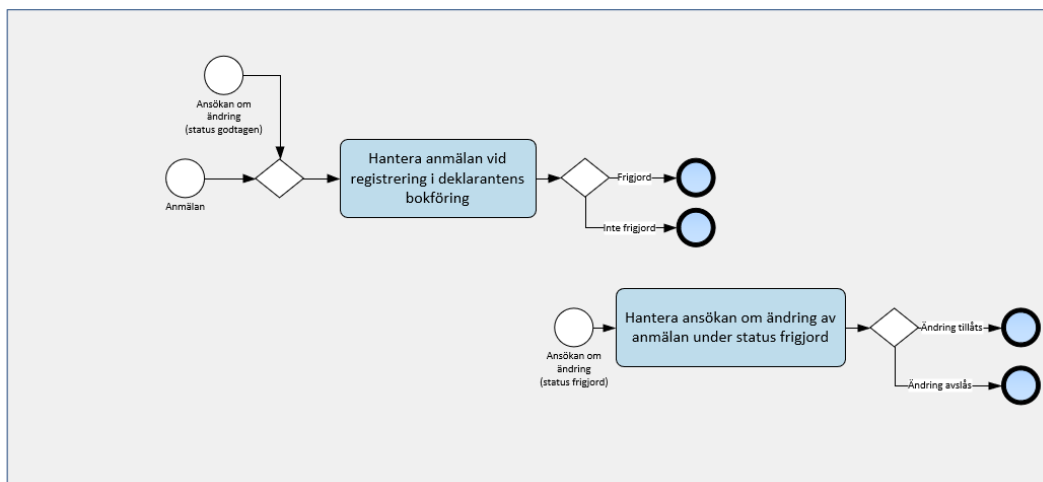 Ansökan om
ändring
(status godtagen)
Anmälan
Hantera anmälan vid
registrering i deklarantens
bokföring
Frigjord
Inte frigjord
Ansökan om
ändring
(status frigjord)
Hantera ansökan om ändring av
anmälan under status frigjord
Ändring tillåts
Ändring avslås